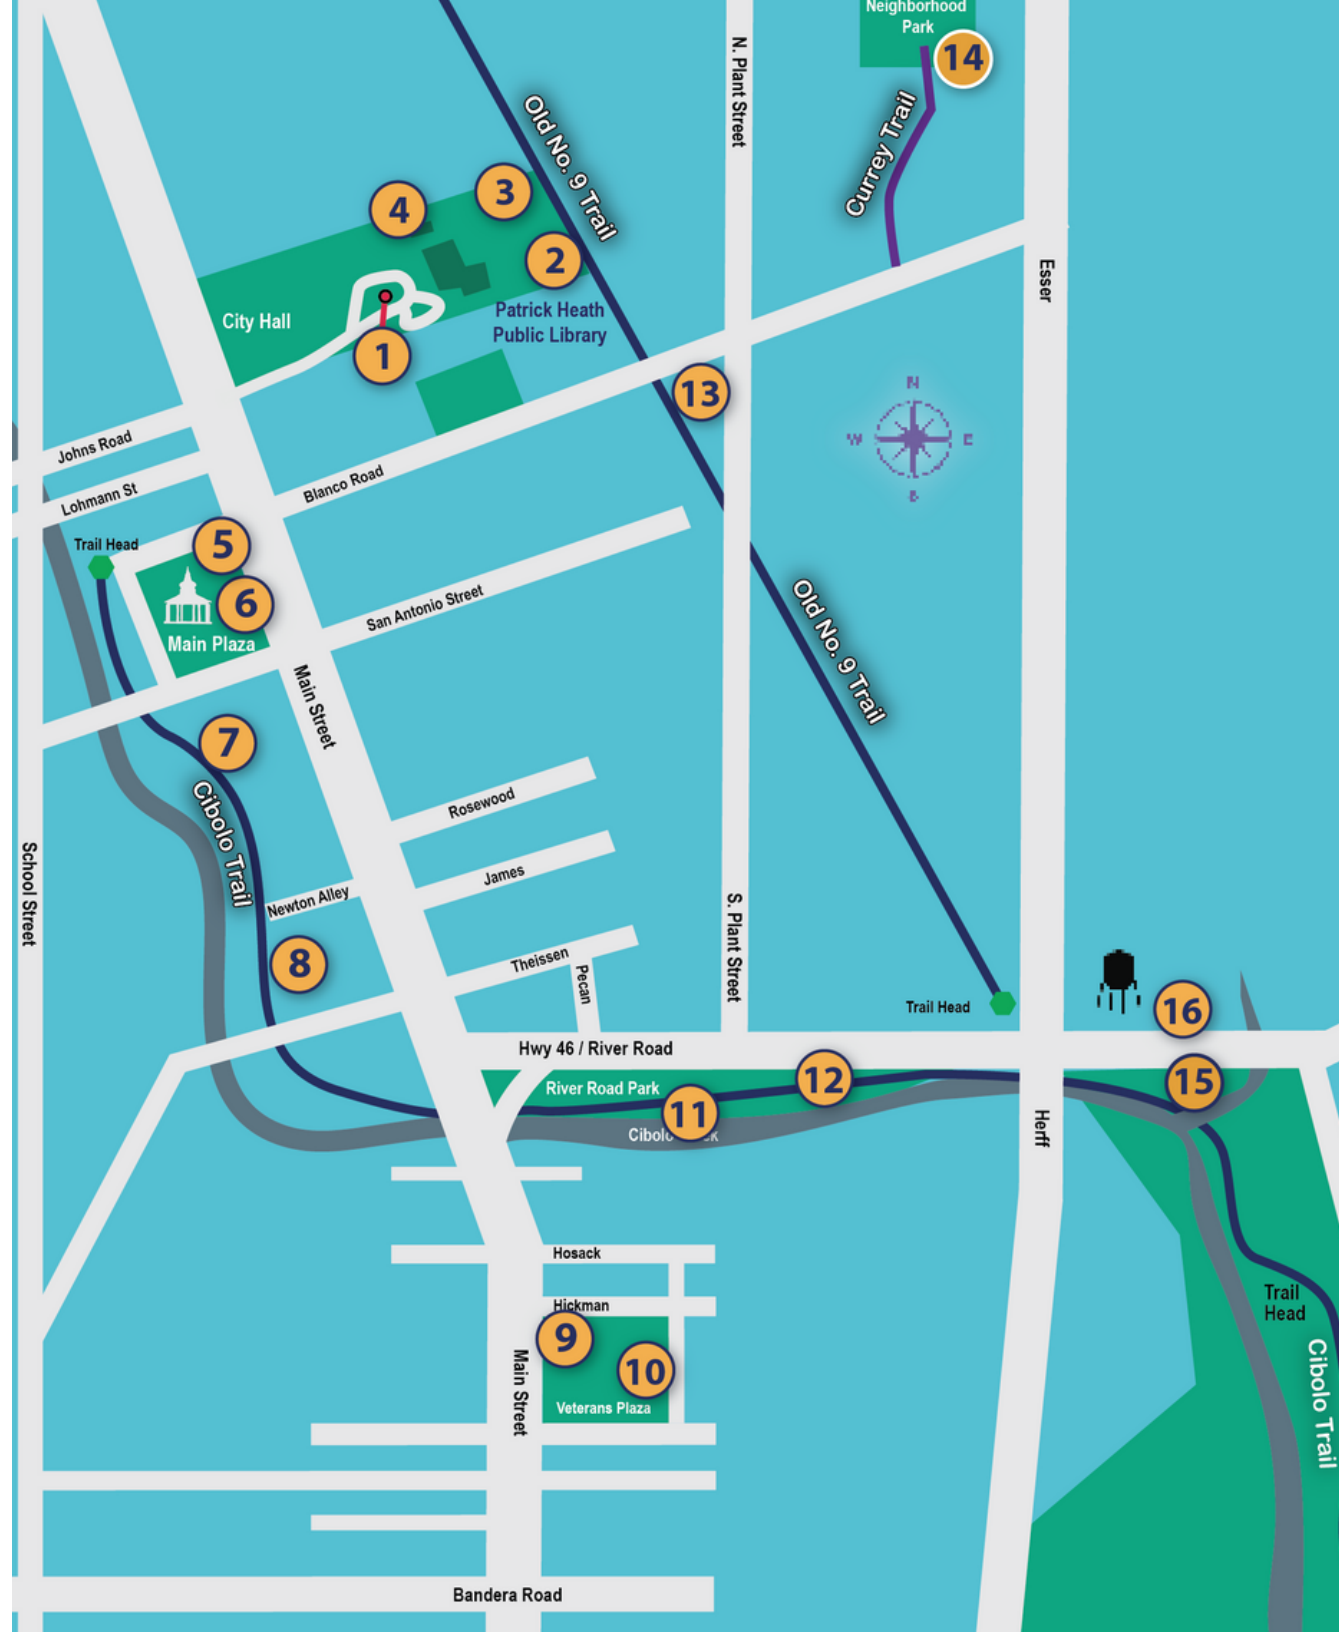 Neighborhood
Park
14
N. Plant Street
Old No. 9 Trail
Currey Trail
3
4
2
Esser
Patrick Heath
Public Library
City Hall
1
13
N
W
E
Johns Road
Blanco Road
Lohmann St
Trail Head
5
6
San Antonio Street
Main Plaza
Old No. 9 Trail
Main Street
7
Cibolo Trail
Rosewood
School Street
James
Newton Alley
S. Plant Street
8
Theissen
Pecan
Trail Head
16
Hwy 46 / River Road
River Road Park
12
15
11
Herff
Hosack
Hickman
Trail
Head
9
10
Main Street
Veterans Plaza
Cibolo Trail
Bandera Road